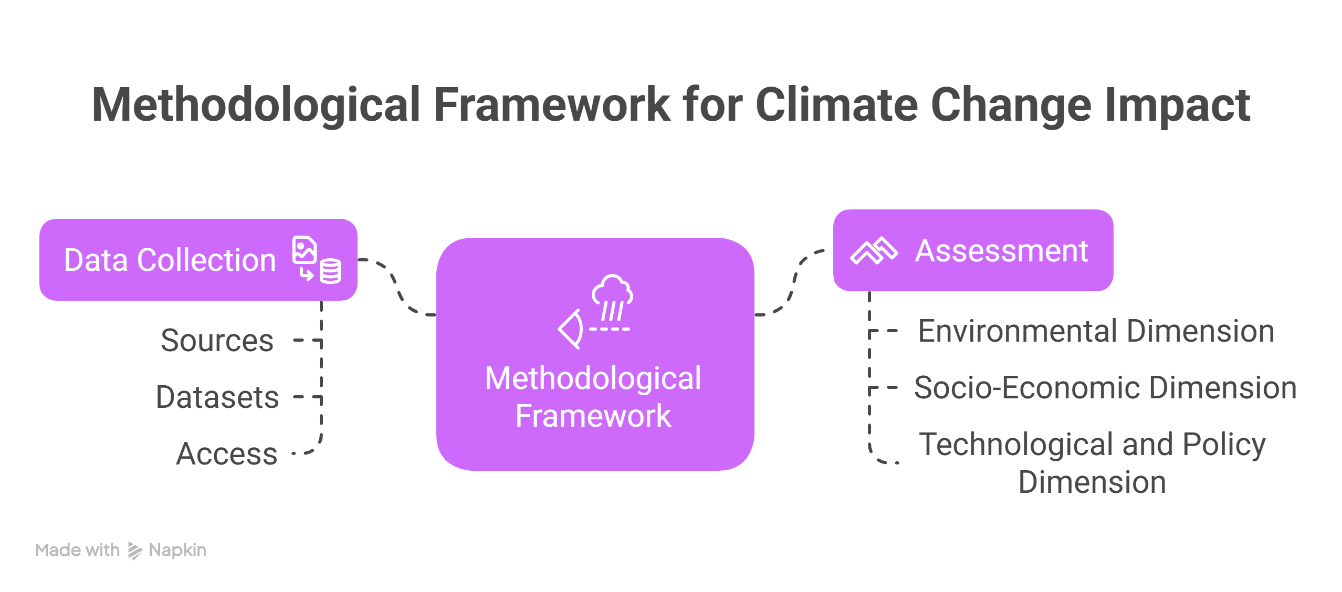 Methodological Framework for Climate Change Impact
Data Collection
Sources
Datasets
Access
Methodological
Framework
Assessment
Environmental Dimension
Socio-Economic Dimension
Technological and Policy
Dimension
Made with Napkin